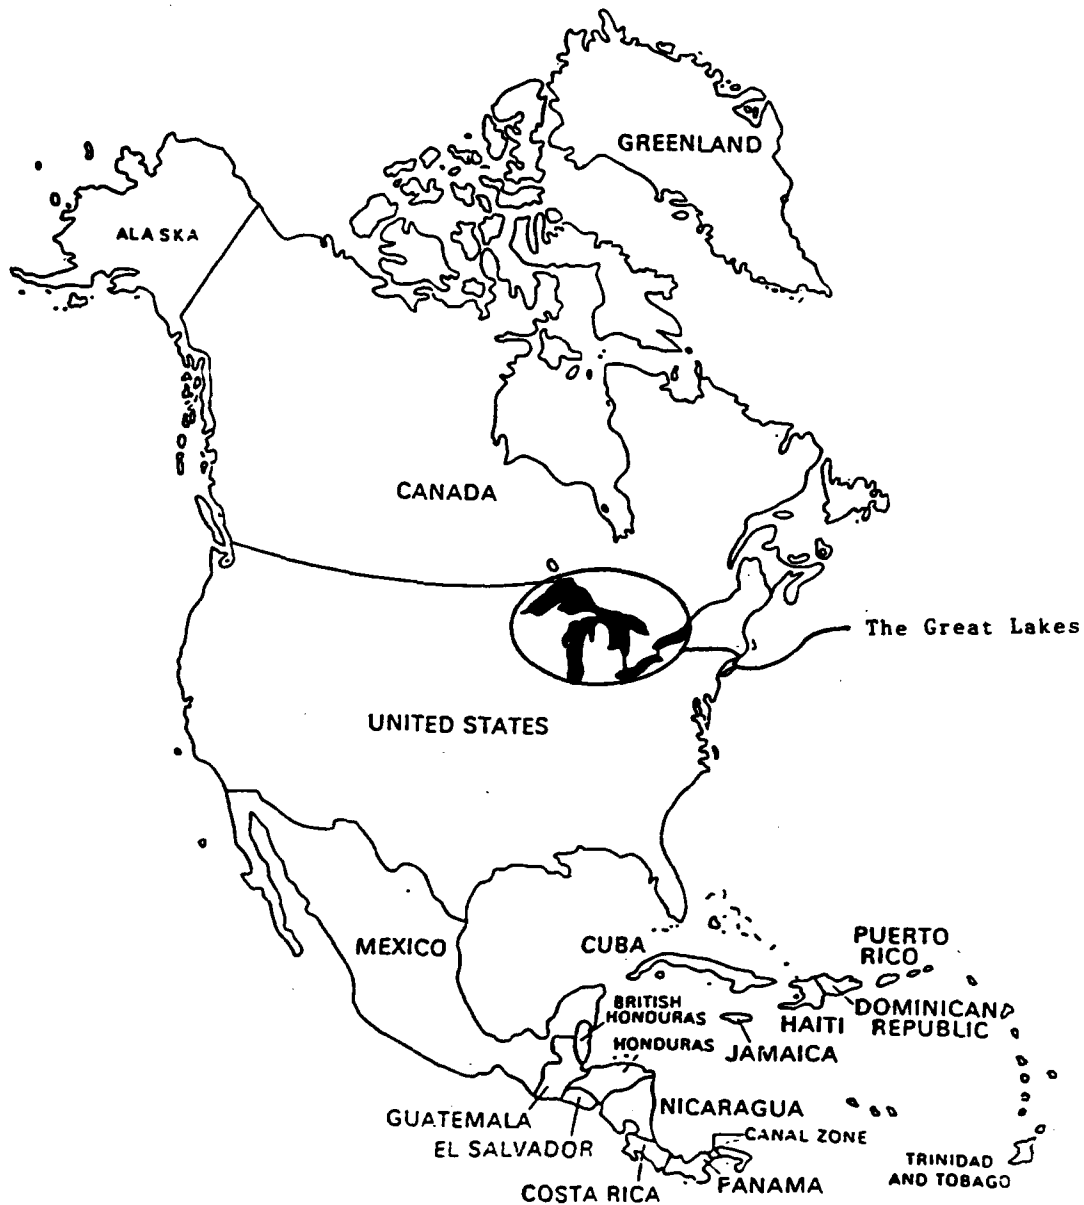 GREENLAND
ALASKA
CANADA
The Great Lakes
UNITED STATES
MEXICO
CUBA
PUERTO
RICO
BRITISH
HONDURAS
HAITI
DOMINICAN
REPUBLIC
HONDURAS
JAMAICA
GUATEMALA
NICARAGUA
EL SALVADOR
CANAL ZONE
TRINIDAD
AND TOBAGO
COSTA RICA
PANAMA